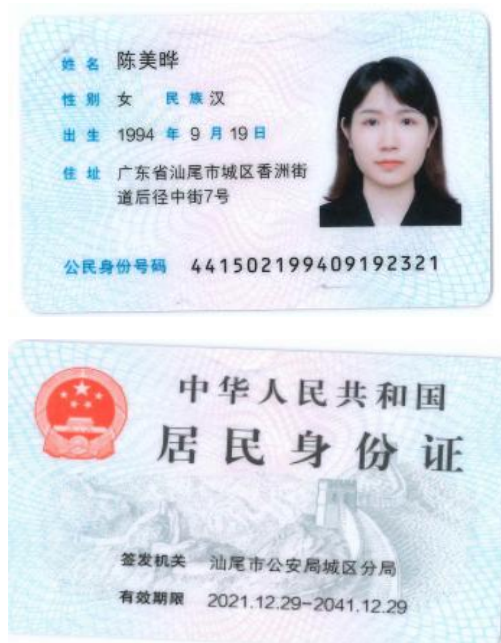 姓名 陈美晔
性别 女 民族 汉
出生 1994 年 9 月 19 日
住址 广东省汕尾市城区香洲街
道后径中街7号
公民身份号码 441502199409192321
中华人民共和国
居民身份证
签发机关 汕尾市公安局城区分局
有效期限 2021.12.29-2041.12.29